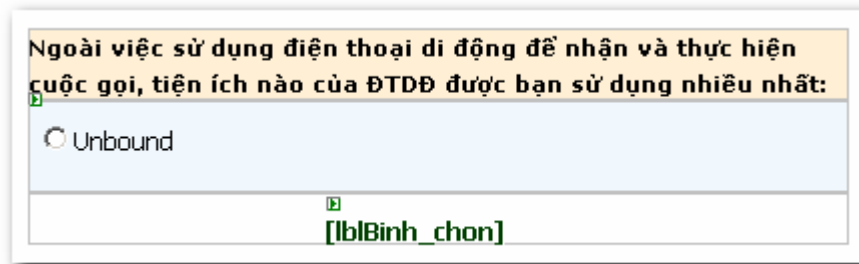 Ngoài việc sử dụng điện thoại di động để nhận và thực hiện
cuộc gọi, tiện ích nào của ĐTDĐ được bạn sử dụng nhiều nhất:
Unbound
[lblBinh_chon]